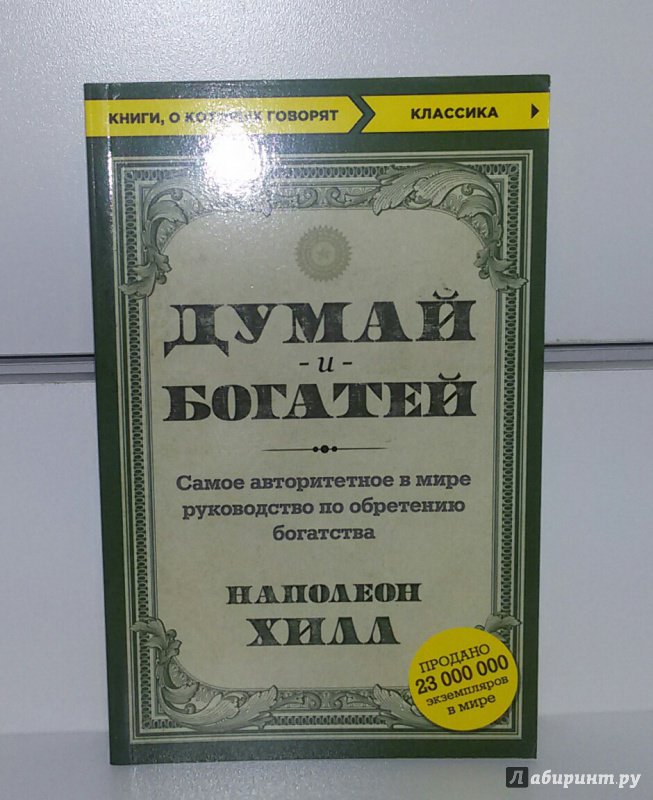 КНИГИ, О КОТОРЫХ ГОВОРЯТ
КЛАССИКА
ДУМАЙ
-и-
БОГАТЕЙ
Самое авторитетное в мире
руководство по обретению
богатства
НАПОЛЕОН
ХИЛЛ
ПРОДАНО
23 000 000
экземпляров
в мире
Лабиринт.ру